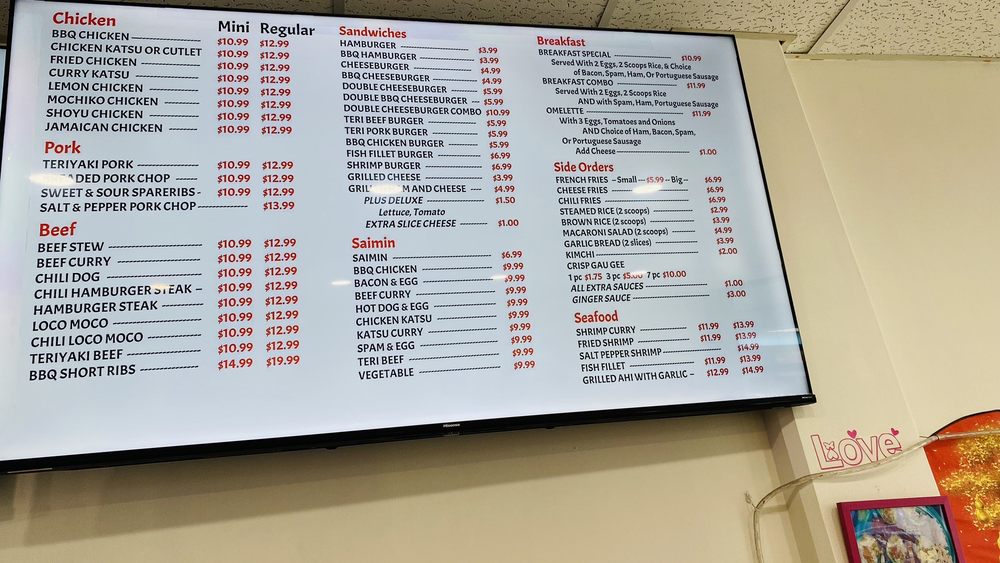 Chicken Mini Regular
BBQ CHICKEN $10.99 $12.99
CHICKEN KATSU OR CUTLET $10.99 $12.99
FRIED CHICKEN $10.99 $12.99
CURRY KATSU $10.99 $12.99
LEMON CHICKEN $10.99 $12.99
MOCHIKO CHICKEN $10.99 $12.99
SHOYU CHICKEN $10.99 $12.99
JAMAICAN CHICKEN $10.99 $12.99
Pork
TERIYAKI PORK $10.99 $12.99
PORK CHOP $10.99 $12.99
SWEET & SOUR SPARERIBS $10.99 $12.99
SALT & PEPPER PORK CHOP $13.99
Beef
BEEF STEW $10.99 $12.99
BEEF CURRY $10.99 $12.99
CHILI DOG $10.99 $12.99
CHILI HAMBURGER STEAK $10.99 $12.99
HAMBURGER STEAK $10.99 $12.99
LOCO MOCO $10.99 $12.99
CHILI LOCO MOCO $10.99 $12.99
TERIYAKI BEEF $10.99 $12.99
BBQ SHORT RIBS $14.99 $19.99
Sandwiches
HAMBURGER $3.99
BBQ HAMBURGER $3.99
CHEESEBURGER $4.99
BBQ CHEESEBURGER $4.99
DOUBLE CHEESEBURGER $5.99
DOUBLE BBQ CHEESEBURGER $5.99
DOUBLE CHEESEBURGER COMBO $10.99
TERI BEEF BURGER $5.99
TERI PORK BURGER $5.99
BBQ CHICKEN BURGER $5.99
FISH FILLET BURGER $6.99
SHRIMP BURGER $6.99
GRILLED CHEESE $3.99
AND CHEESE $4.99
PLUS DELUXE $1.50
Lettuce, Tomato
EXTRA SLICE CHEESE $1.00
Saimin
SAIMIN $6.99
BBQ CHICKEN $9.99
BACON & EGG $9.99
BEEF CURRY $9.99
HOT DOG & EGG $9.99
CHICKEN KATSU $9.99
KATSU CURRY $9.99
SPAM & EGG $9.99
TERI BEEF $9.99
VEGETABLE $9.99
Breakfast
BREAKFAST SPECIAL $10.99
Served With 2 Eggs, 2 Scoops Rice, & Choice
of Bacon, Spam, Ham, Or Portuguese Sausage
BREAKFAST COMBO $11.99
Served With 2 Eggs, 2 Scoops Rice
AND with Spam, Ham, Portuguese Sausage
OMELETTE $11.99
With 3 Eggs, Tomatoes and Onions
AND Choice of Ham, Bacon, Spam,
Or Portuguese Sausage
Add Cheese $1.00
Side Orders
FRENCH FRIES -- Small --- $5.99 -- Big -- $6.99
CHEESE FRIES $6.99
CHILI FRIES $6.99
STEAMED RICE (2 scoops) $2.99
BROWN RICE (2 scoops) $3.99
MACARONI SALAD (2 scoops) $4.99
GARLIC BREAD (2 slices) $3.99
KIMCHI $2.00
CRISP GAU GEE
1 pc $1.75 3 pc $5.00 7 pc $10.00
ALL EXTRA SAUCES $1.00
GINGER SAUCE $3.00
Seafood
SHRIMP CURRY $11.99 $13.99
FRIED SHRIMP $11.99 $13.99
SALT PEPPER SHRIMP $14.99
FISH FILLET $11.99 $13.99
GRILLED AHI WITH GARLIC $12.99 $14.99
Hisense
Love